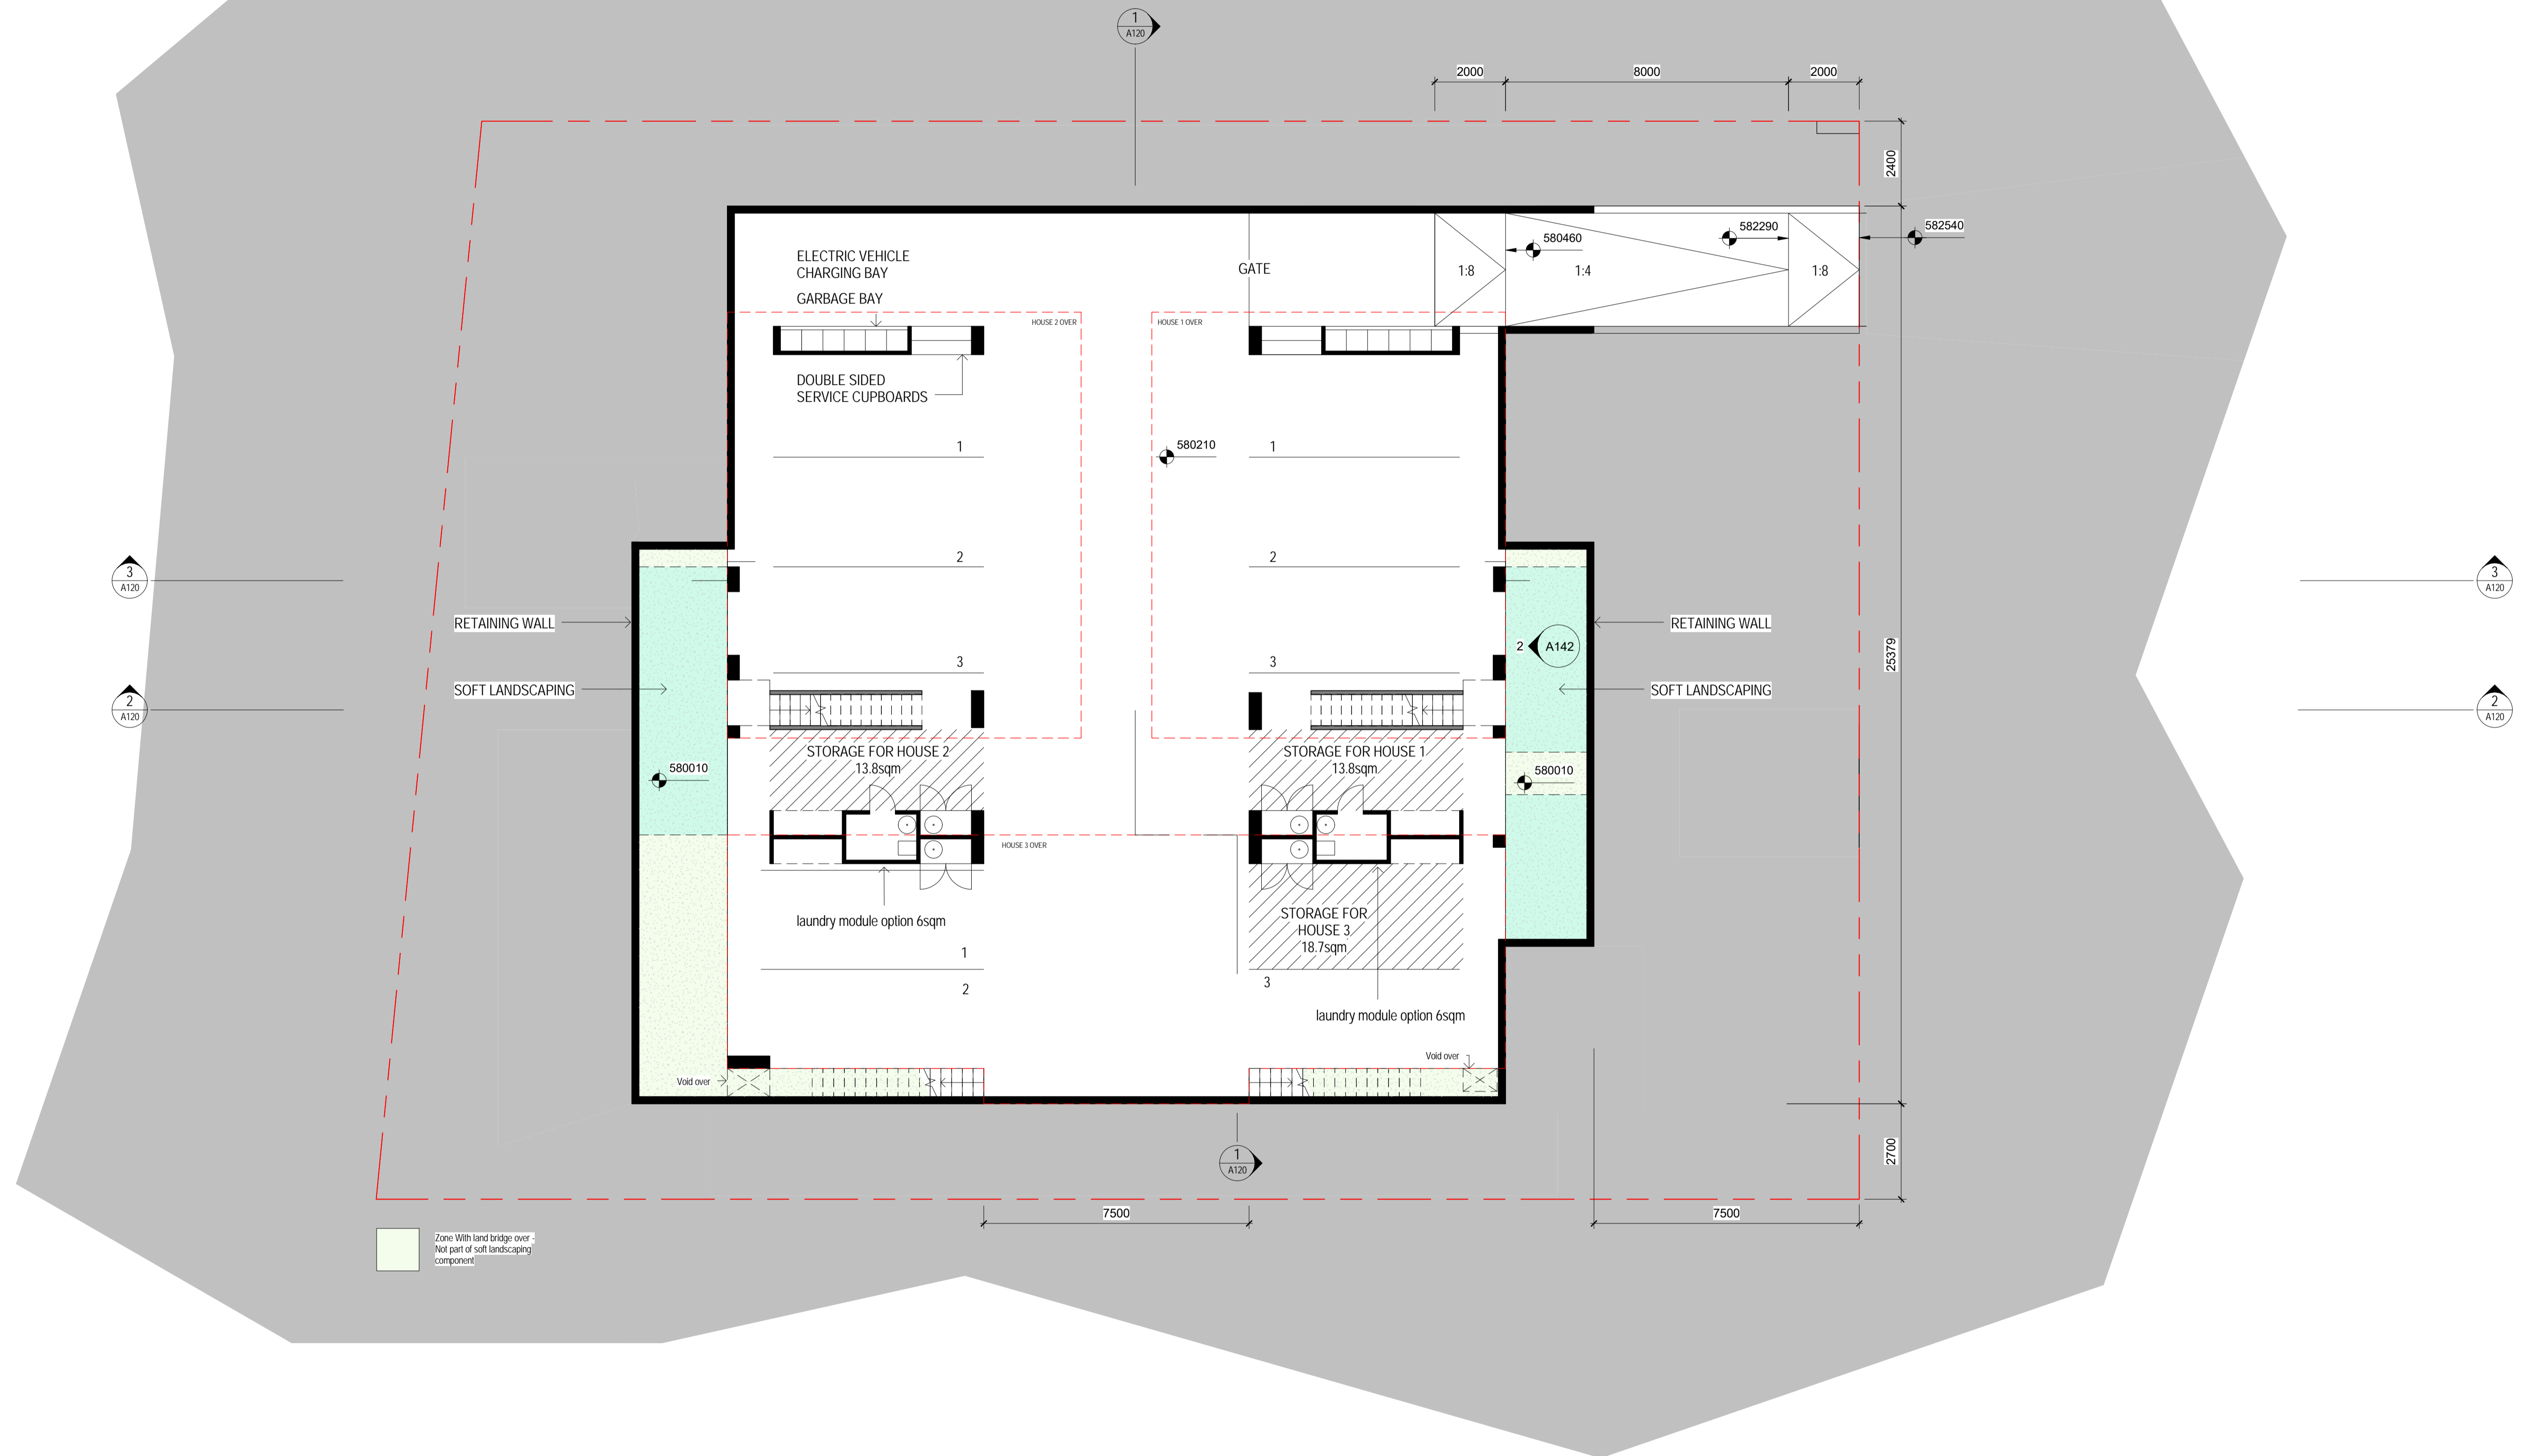 1
A120
2000
8000
2000
2400
582540
582290
580460
ELECTRIC VEHICLE
CHARGING BAY
GATE
1:8
1:4
1:8
GARBAGE BAY
HOUSE 2 OVER
HOUSE 1 OVER
DOUBLE SIDED
SERVICE CUPBOARDS
1
580210
1
2
2
3
A120
3
A120
RETAINING WALL
RETAINING WALL
2
A142
25379
3
3
SOFT LANDSCAPING
SOFT LANDSCAPING
2
A120
2
A120
STORAGE FOR HOUSE 2
13.8sqm
STORAGE FOR HOUSE 1
13.8sqm
580010
580010
HOUSE 3 OVER
laundry module option 6sqm
STORAGE FOR
HOUSE 3
18.7sqm
1
2
3
laundry module option 6sqm
Void over
Void over
1
A120
2700
7500
7500
Zone With land bridge over -
Not part of soft landscaping
component